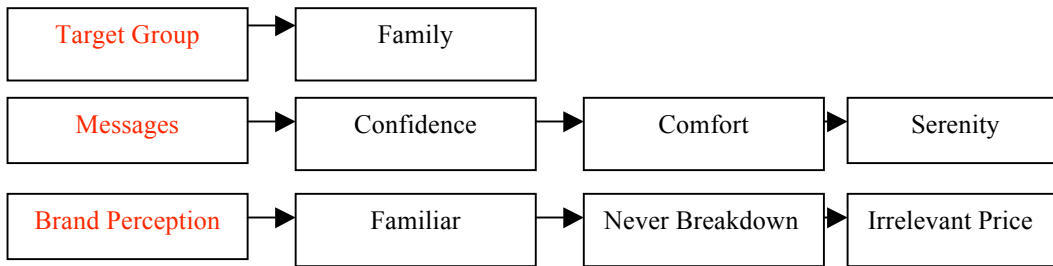 Target Group
Family
Messages
Confidence
Comfort
Serenity
Brand Perception
Familiar
Never Breakdown
Irrelevant Price